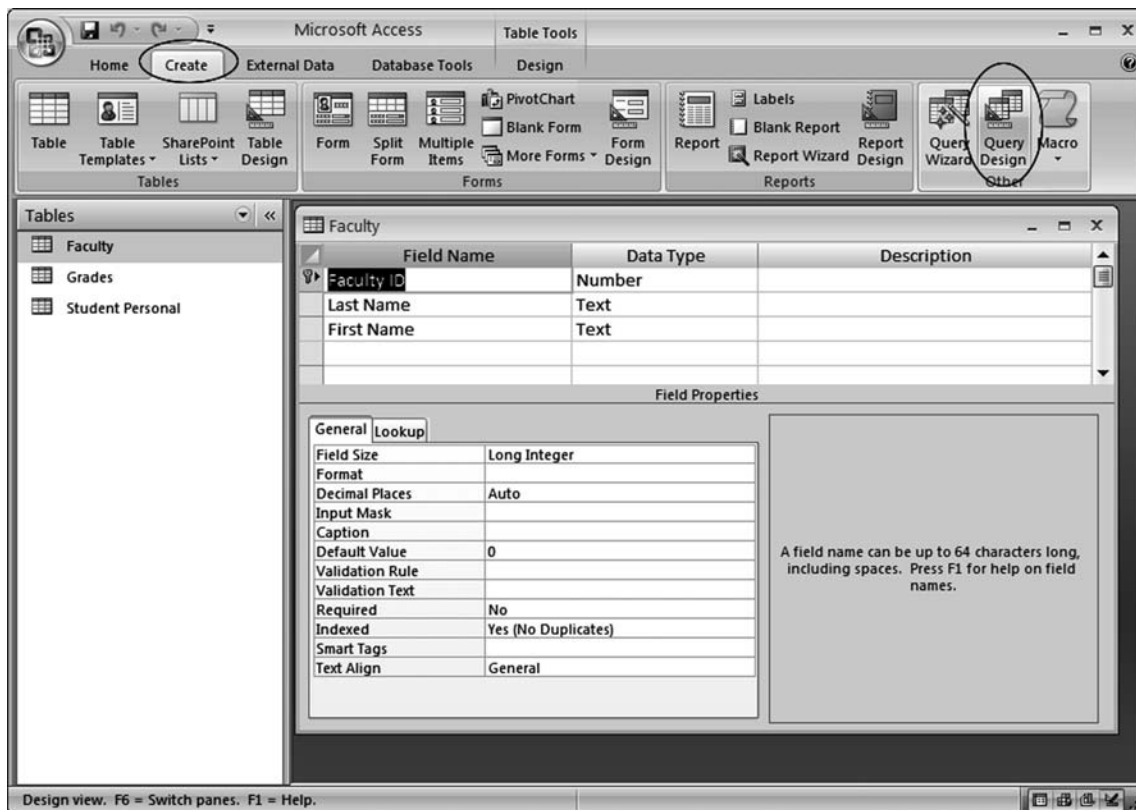 Microsoft Access
Table Tools
Home Create External Data Database Tools Design
Table
Table Templates
SharePoint Lists
Table Design
Tables
Form
Split Form
Multiple Items
PivotChart
Blank Form
More Forms
Form Design
Forms
Report
Labels
Blank Report
Report Wizard
Report Design
Reports
Query Wizard
Query Design
Macro
Other
Tables
Faculty
Grades
Student Personal
Faculty
Field Name Data Type Description
Faculty ID Number
Last Name Text
First Name Text
Field Properties
General Lookup
Field Size Long Integer
Format
Decimal Places Auto
Input Mask
Caption
Default Value 0
Validation Rule
Validation Text
Required No
Indexed Yes (No Duplicates)
Smart Tags
Text Align General
A field name can be up to 64 characters long,
including spaces. Press F1 for help on field
names.
Design view. F6 = Switch panes. F1 = Help.